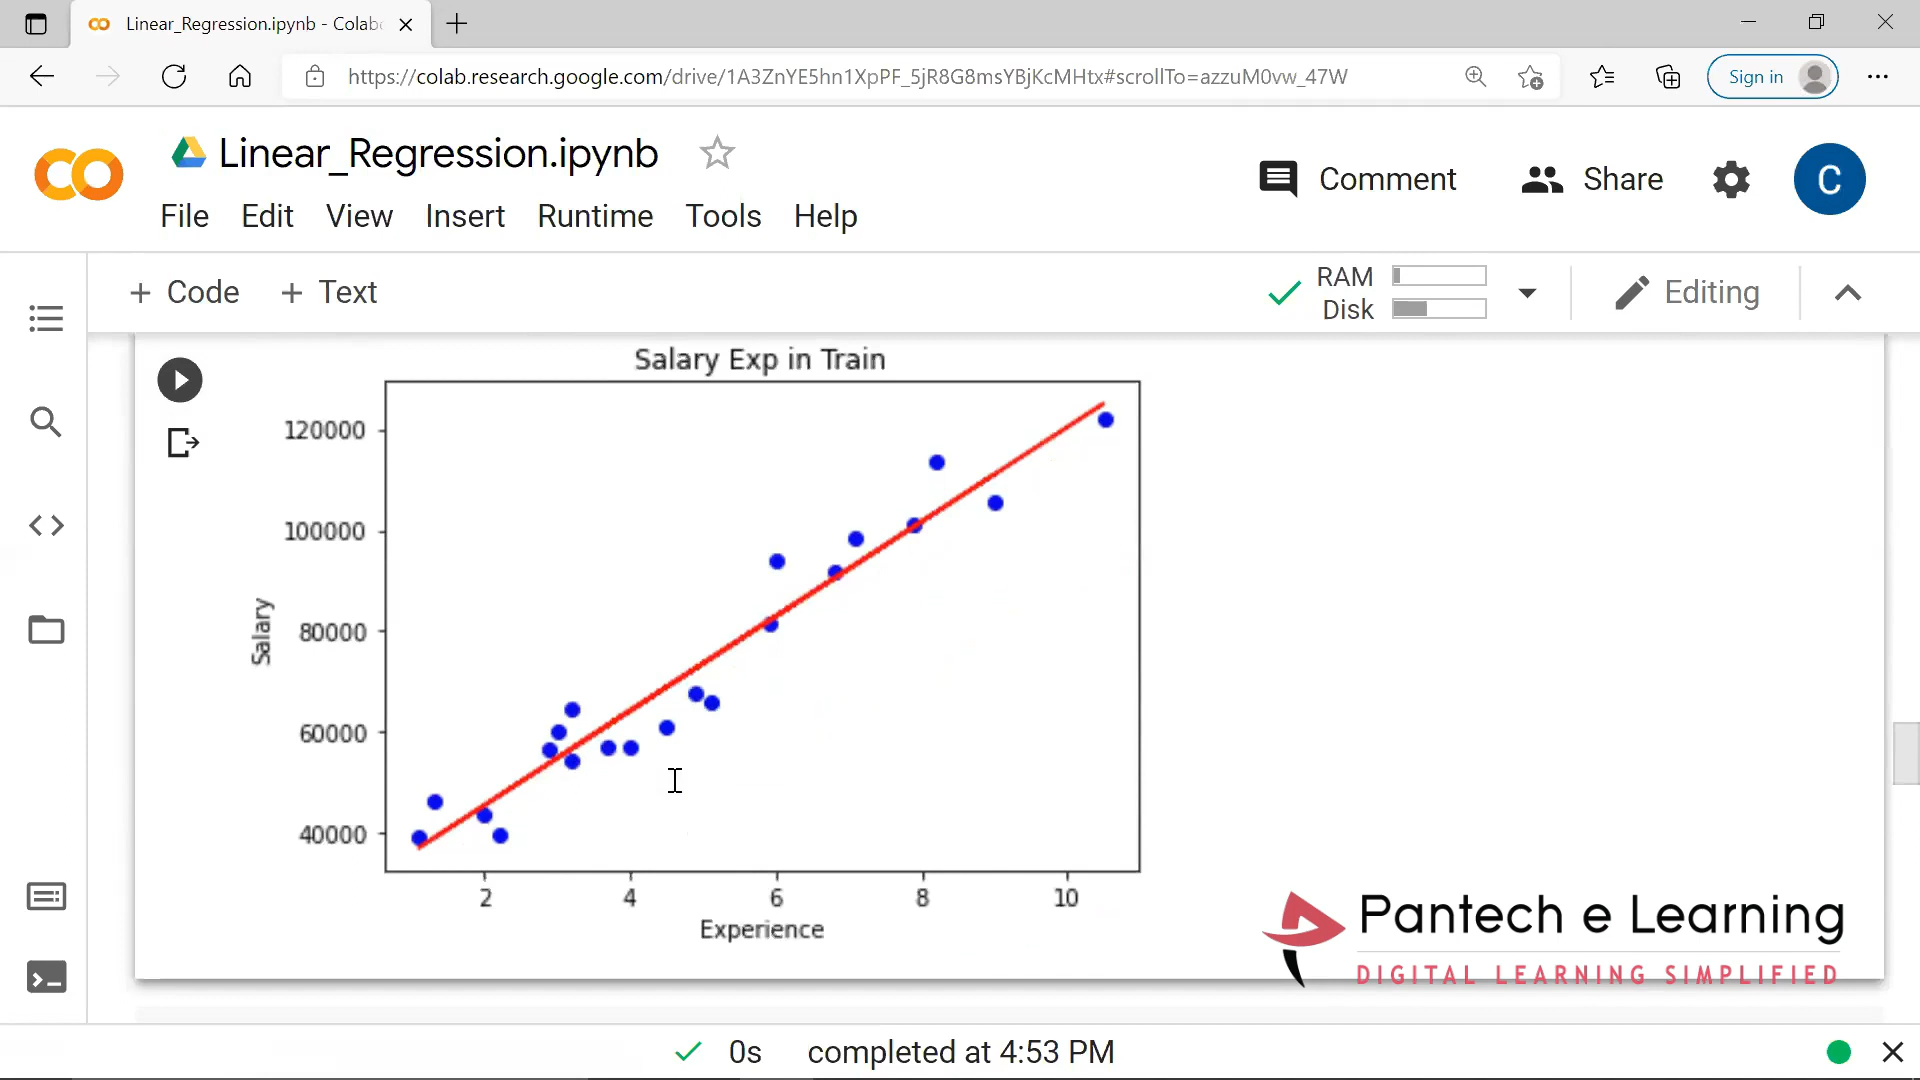 Linear_Regression.ipynb - Colab
https://colab.research.google.com/drive/1A3ZnYE5hn1XpPF_5jR8G8msYBjKcMHtx#scrollTo=azzuM0vw_47W
Sign in
Linear_Regression.ipynb
Comment
Share
C
File Edit View Insert Runtime Tools Help
+ Code + Text
RAM
Disk
Editing
Salary Exp in Train
120000
100000
80000
60000
40000
Salary
2 4 6 8 10
Experience
Pantech e Learning
DIGITAL LEARNING SIMPLIFIED
0s completed at 4:53 PM